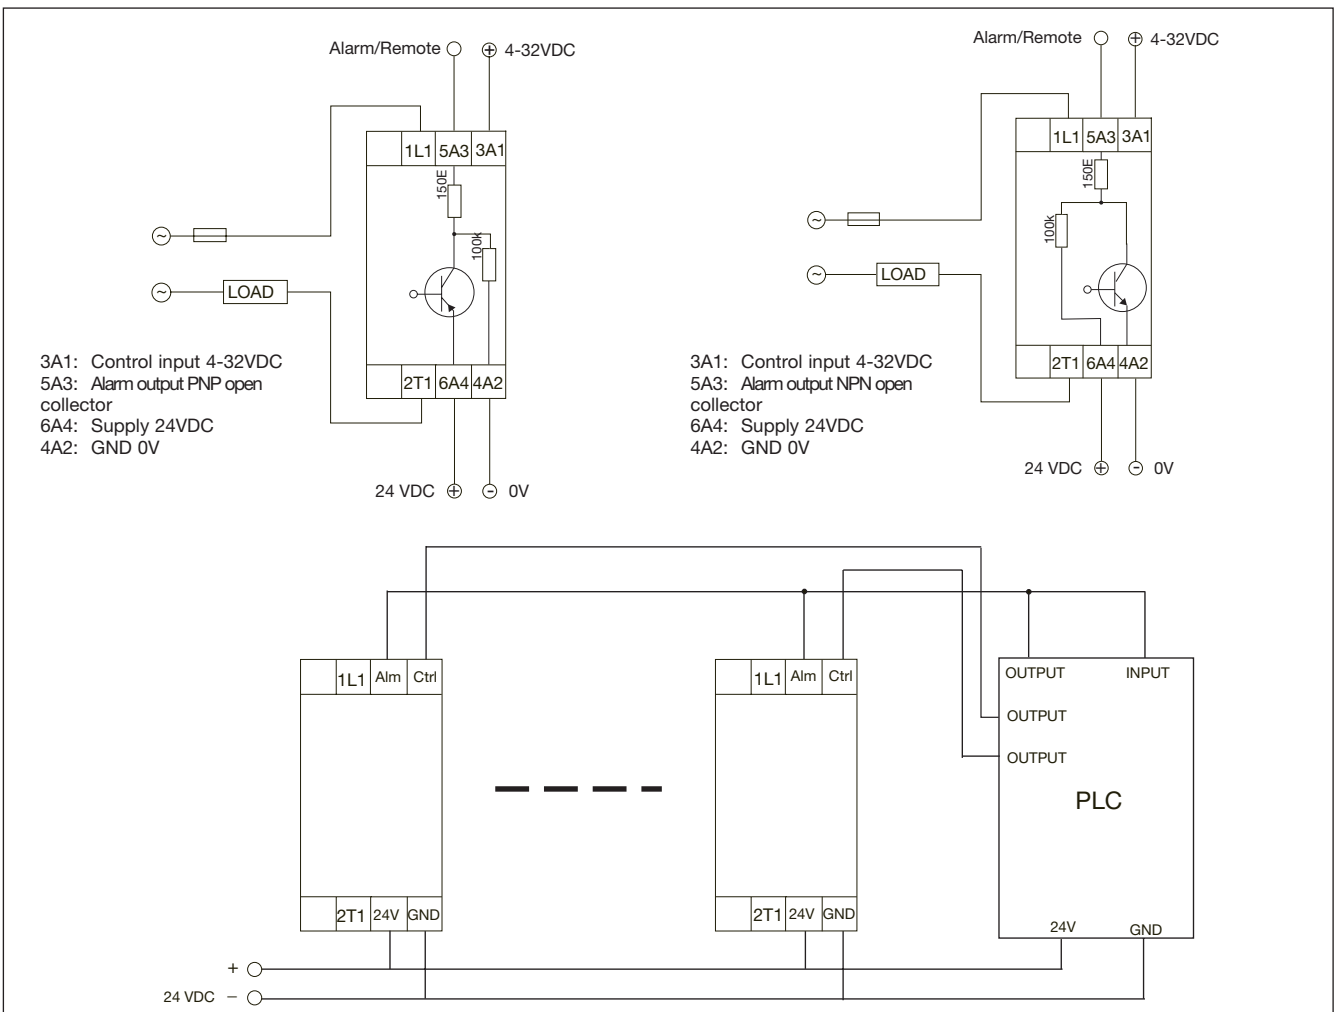 Alarm/Remote 4-32VDC
1L1 5A3 3A1
150E
100k
~
~ LOAD
2T1 6A4 4A2
3A1: Control input 4-32VDC
5A3: Alarm output PNP open
collector
6A4: Supply 24VDC
4A2: GND 0V
24 VDC + - 0V
Alarm/Remote + 4-32VDC
1L1 5A3 3A1
150E
100k
~
~ LOAD
2T1 6A4 4A2
3A1: Control input 4-32VDC
5A3: Alarm output NPN open
collector
6A4: Supply 24VDC
4A2: GND 0V
24 VDC + - 0V
1L1 Alm Ctrl
2T1 24V GND
1L1 Alm Ctrl
2T1 24V GND
OUTPUT INPUT
OUTPUT
OUTPUT
PLC
24V GND
+
24 VDC −